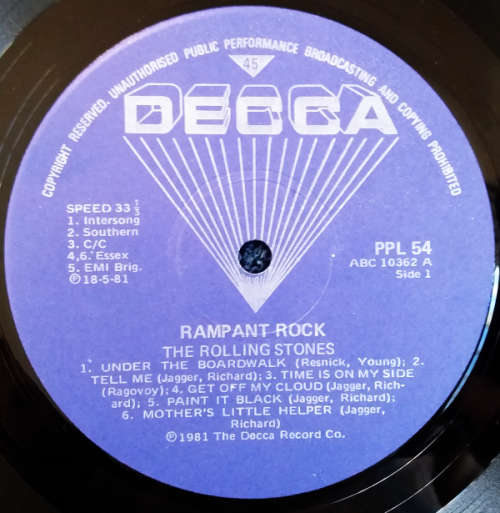 COPYRIGHT RESERVED. UNAUTHORISED PUBLIC PERFORMANCE BROADCASTING AND COPYING PROHIBITED
45
DECCA
SPEED 33 1/3
1. Intersong
2. Southern
3. C/C
4,6. Essex
5. EMI Brig.
Ⓟ18-5-81
PPL 54
ABC 10362 A
Side 1
RAMPANT ROCK
THE ROLLING STONES
1. UNDER THE BOARDWALK (Resnick, Young); 2.
TELL ME (Jagger, Richard); 3. TIME IS ON MY SIDE
(Ragovoy); 4. GET OFF MY CLOUD (Jagger, Rich-
ard); 5. PAINT IT BLACK (Jagger, Richard);
6. MOTHER'S LITTLE HELPER (Jagger,
Richard)
Ⓟ1981 The Decca Record Co.